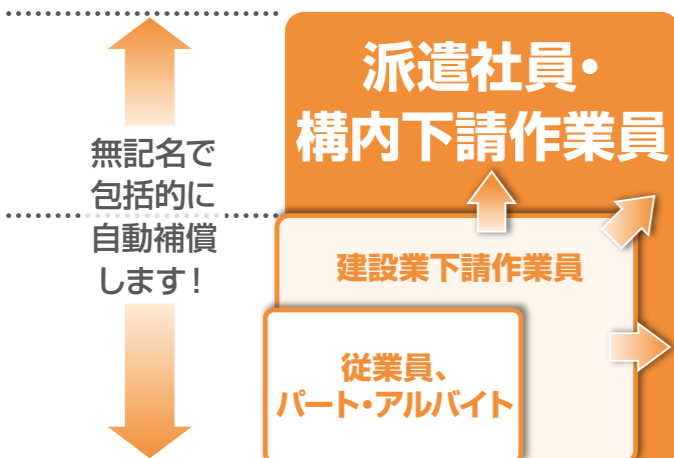 派遣社員・
構内下請作業員
無記名で
包括的に
自動補償
します！
建設業下請作業員
従業員、
パート・アルバイト